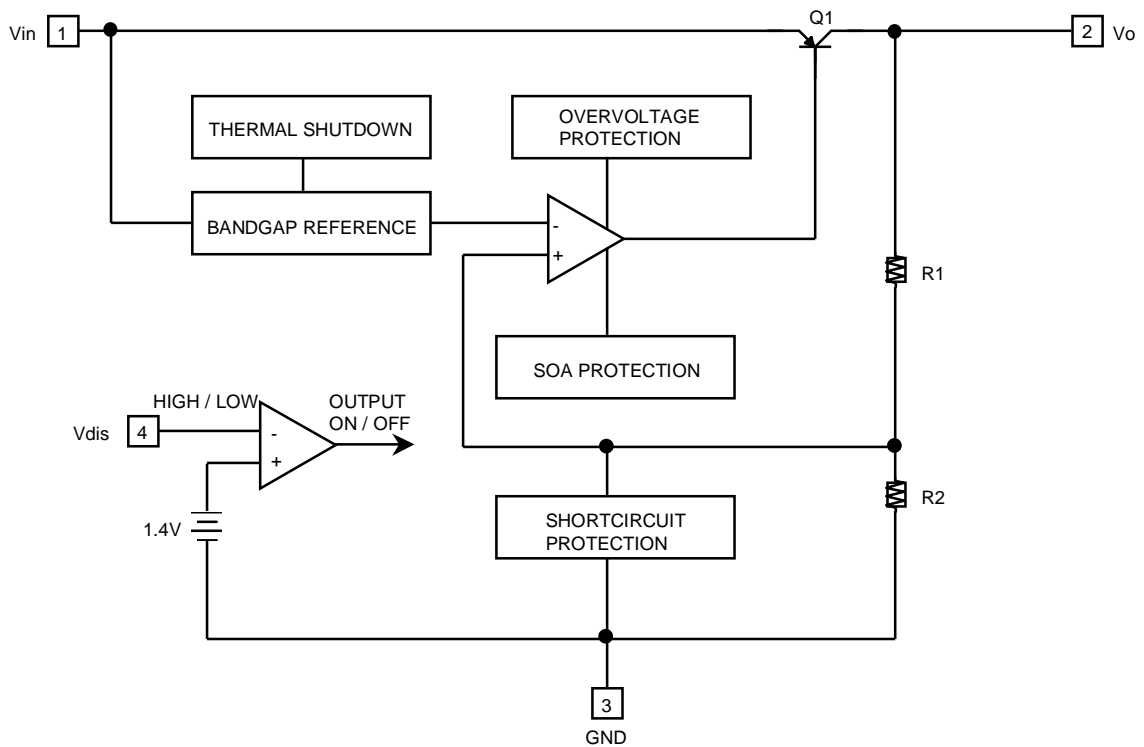 Q1
Vin 1
2 Vo
THERMAL SHUTDOWN
OVERVOLTAGE
PROTECTION
BANDGAP REFERENCE
-
+
R1
SOA PROTECTION
HIGH / LOW
OUTPUT
ON / OFF
Vdis 4
-
+
R2
1.4V
SHORTCIRCUIT
PROTECTION
3
GND